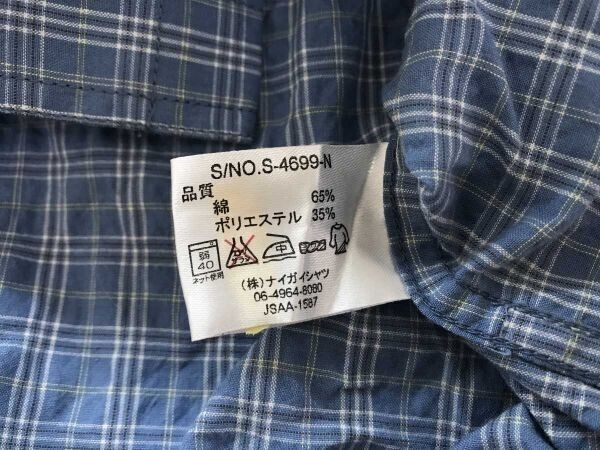 S/NO.S-4699-N
品質
綿 65%
ポリエステル 35%
弱
40
ネット使用
中
(株)ナイガイシャツ
06-4964-8080
JSAA-1587